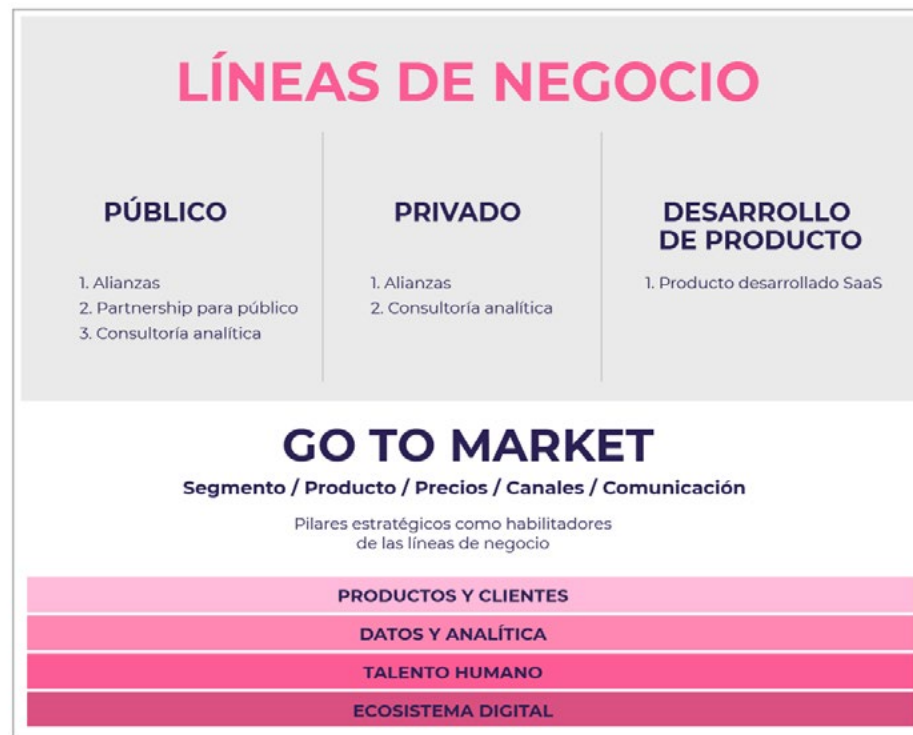 LÍNEAS DE NEGOCIO
PÚBLICO
1. Alianzas
2. Partnership para público
3. Consultoría analítica
PRIVADO
1. Alianzas
2. Consultoría analítica
DESARROLLO
DE PRODUCTO
1. Producto desarrollado SaaS
GO TO MARKET
Segmento / Producto / Precios / Canales / Comunicación
Pilares estratégicos como habilitadores
de las líneas de negocio
PRODUCTOS Y CLIENTES
DATOS Y ANALÍTICA
TALENTO HUMANO
ECOSISTEMA DIGITAL